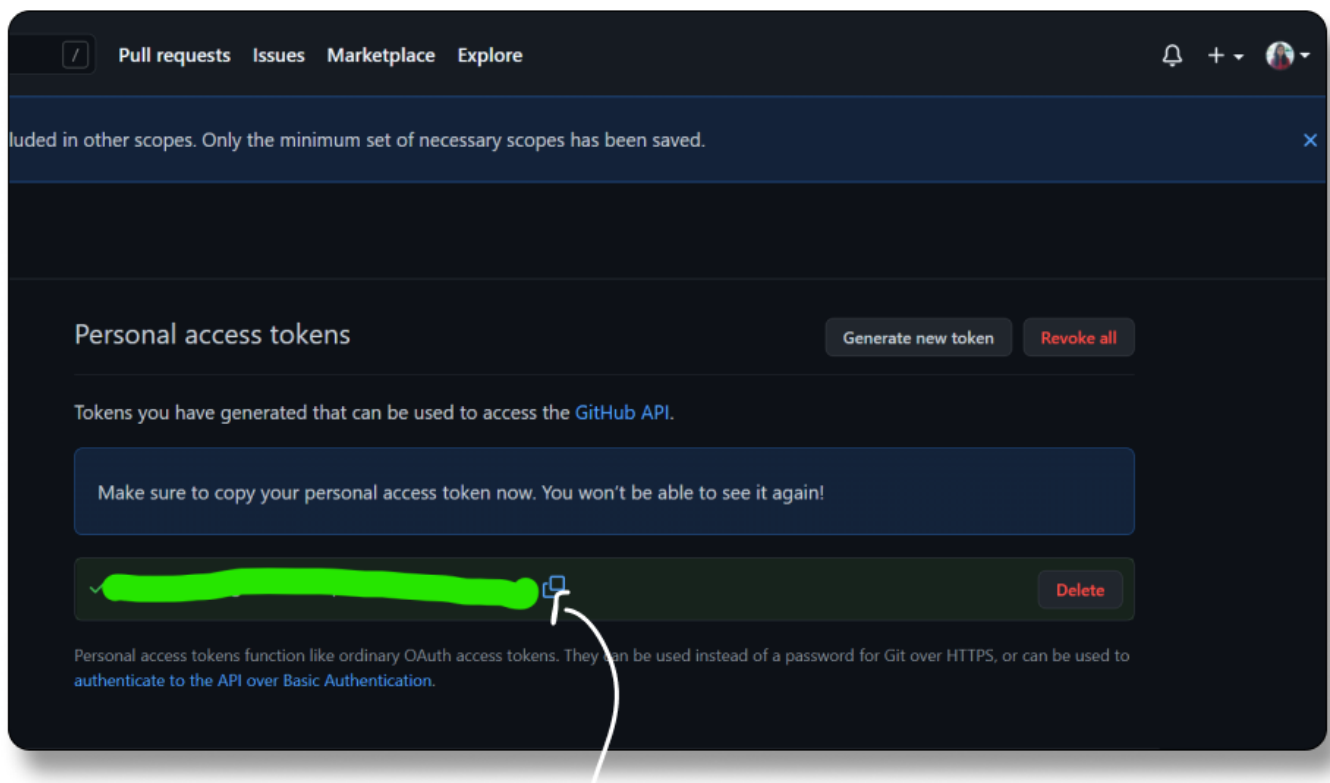 / Pull requests Issues Marketplace Explore
luded in other scopes. Only the minimum set of necessary scopes has been saved.
Personal access tokens
Generate new token Revoke all
Tokens you have generated that can be used to access the GitHub API.
Make sure to copy your personal access token now. You won't be able to see it again!
Delete
Personal access tokens function like ordinary OAuth access tokens. They can be used instead of a password for Git over HTTPS, or can be used to
authenticate to the API over Basic Authentication.